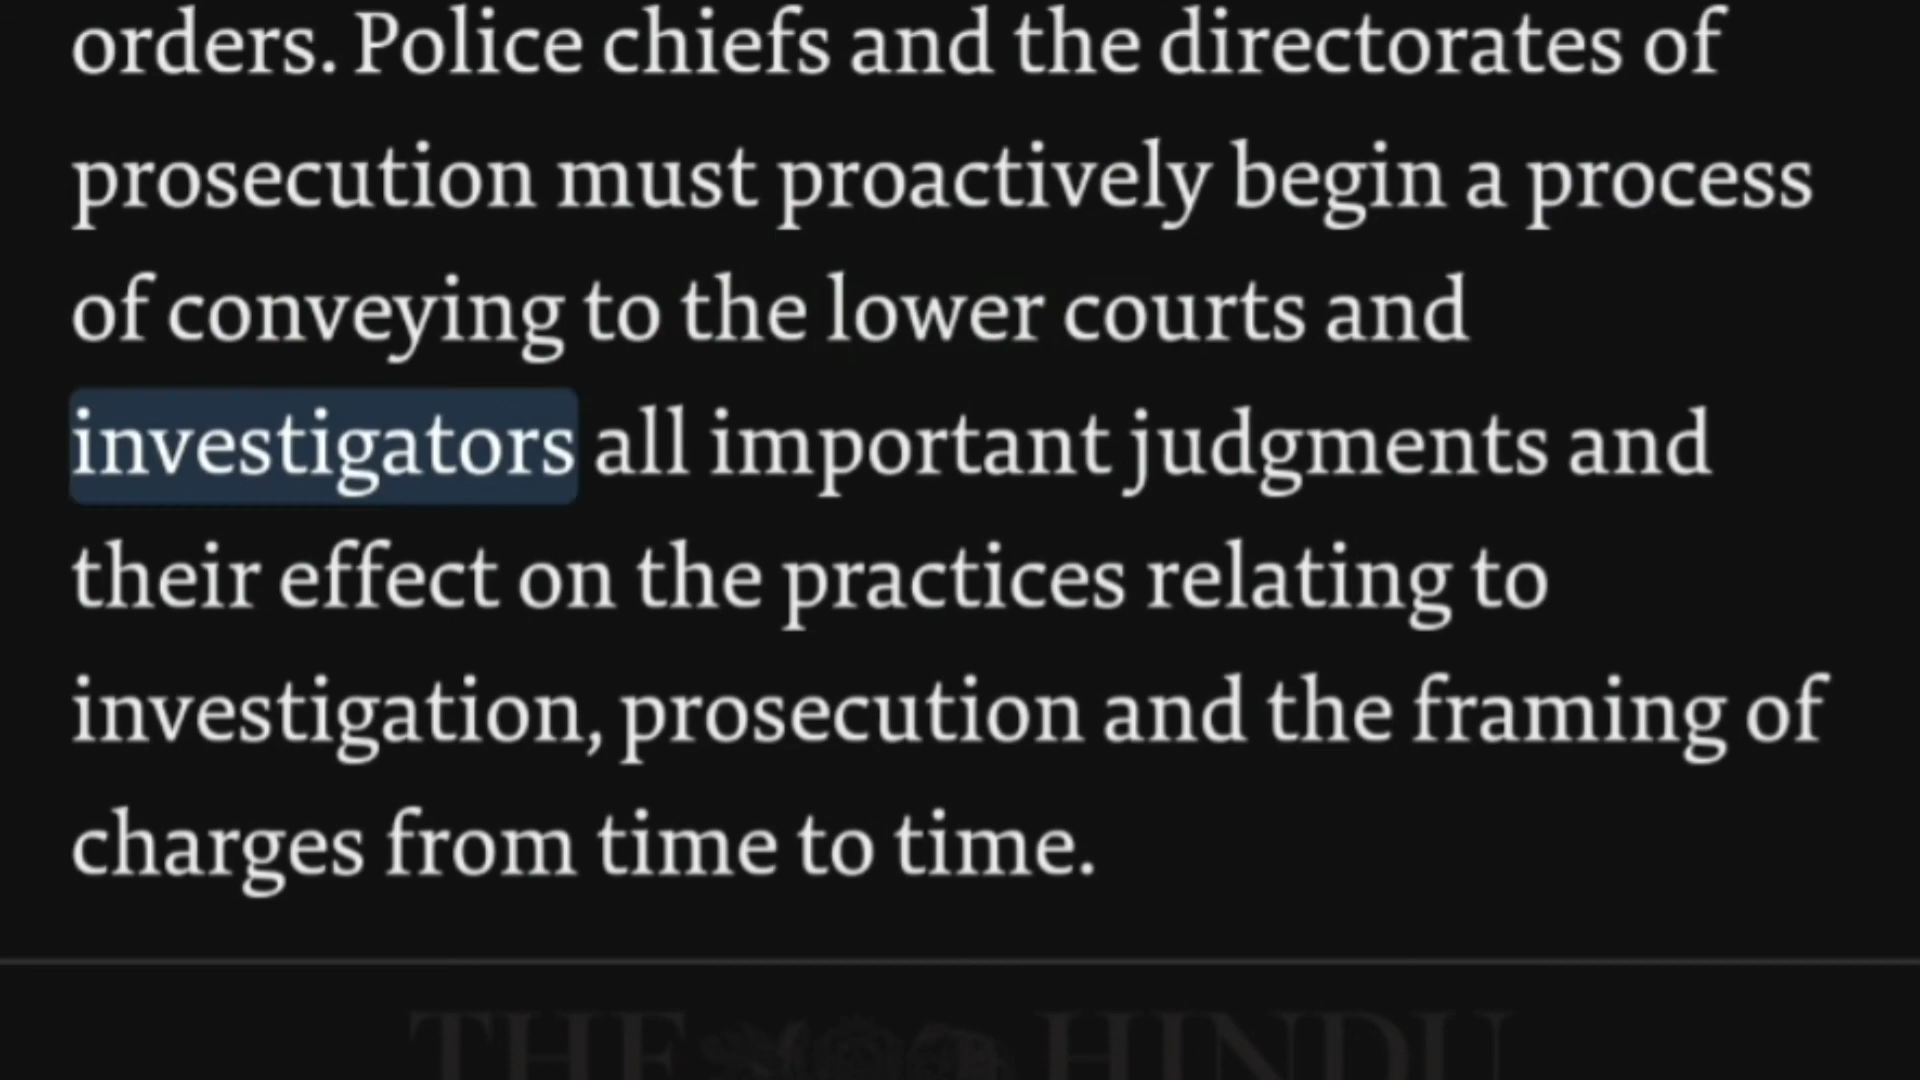 orders. Police chiefs and the directorates of
prosecution must proactively begin a process
of conveying to the lower courts and
investigators all important judgments and
their effect on the practices relating to
investigation, prosecution and the framing of
charges from time to time.
THE HINDU